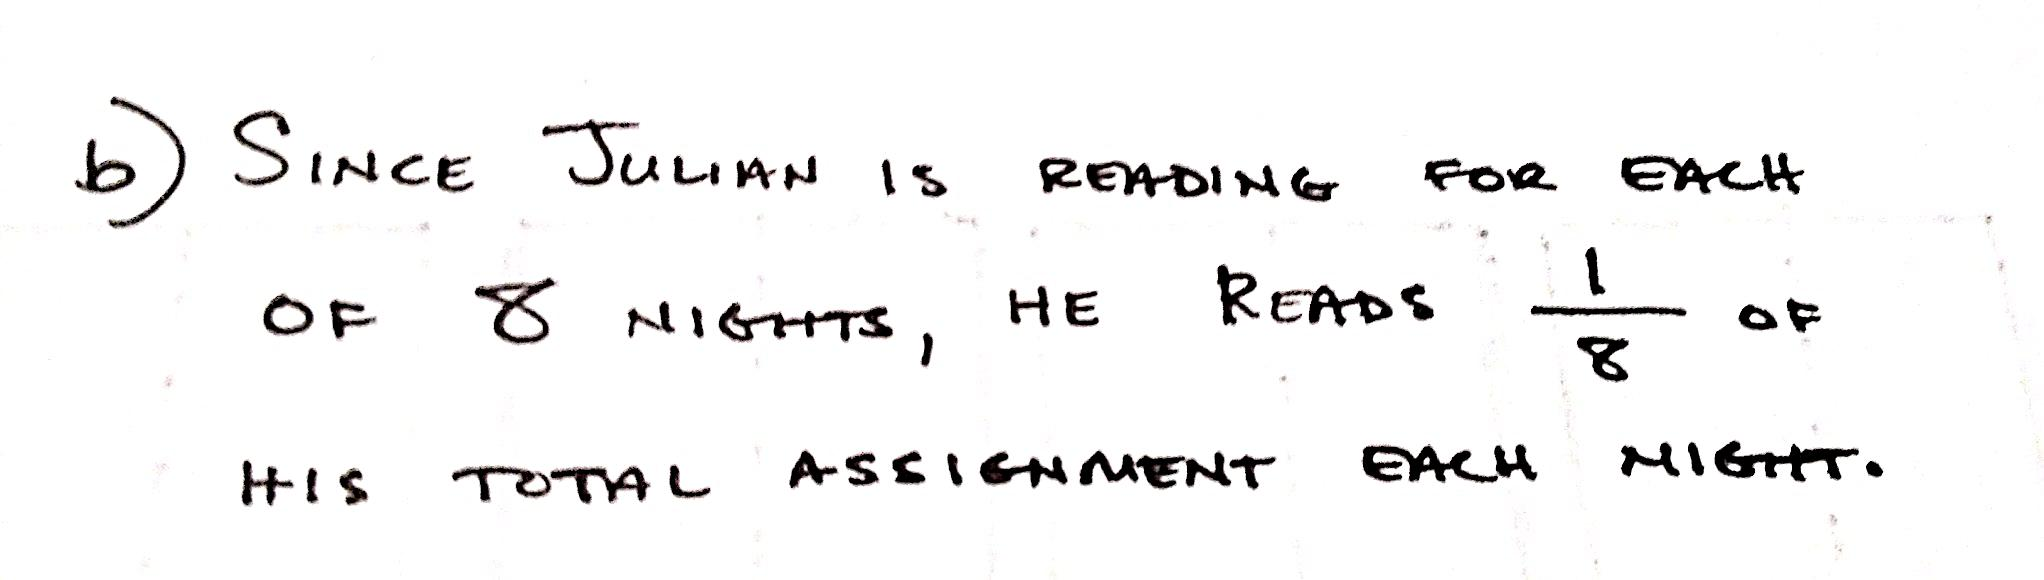 b) SINCE JULIAN IS READING FOR EACH
OF 8 NIGHTS, HE READS 1/8 OF
HIS TOTAL ASSIGNMENT EACH NIGHT.